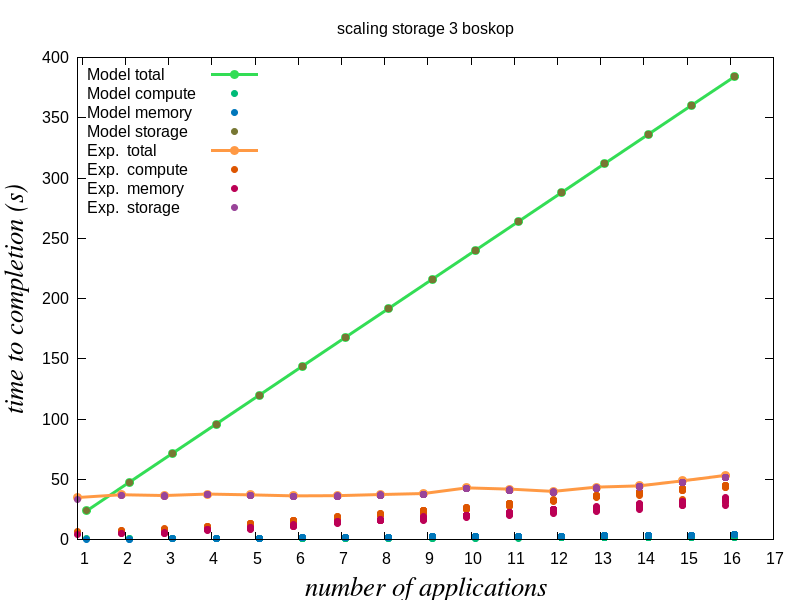 scaling storage 3 boskop
400
350
300
250
200
150
100
50
0
time to completion (s)
Model total
Model compute
Model memory
Model storage
Exp. total
Exp. compute
Exp. memory
Exp. storage
1 2 3 4 5 6 7 8 9 10 11 12 13 14 15 16 17
number of applications